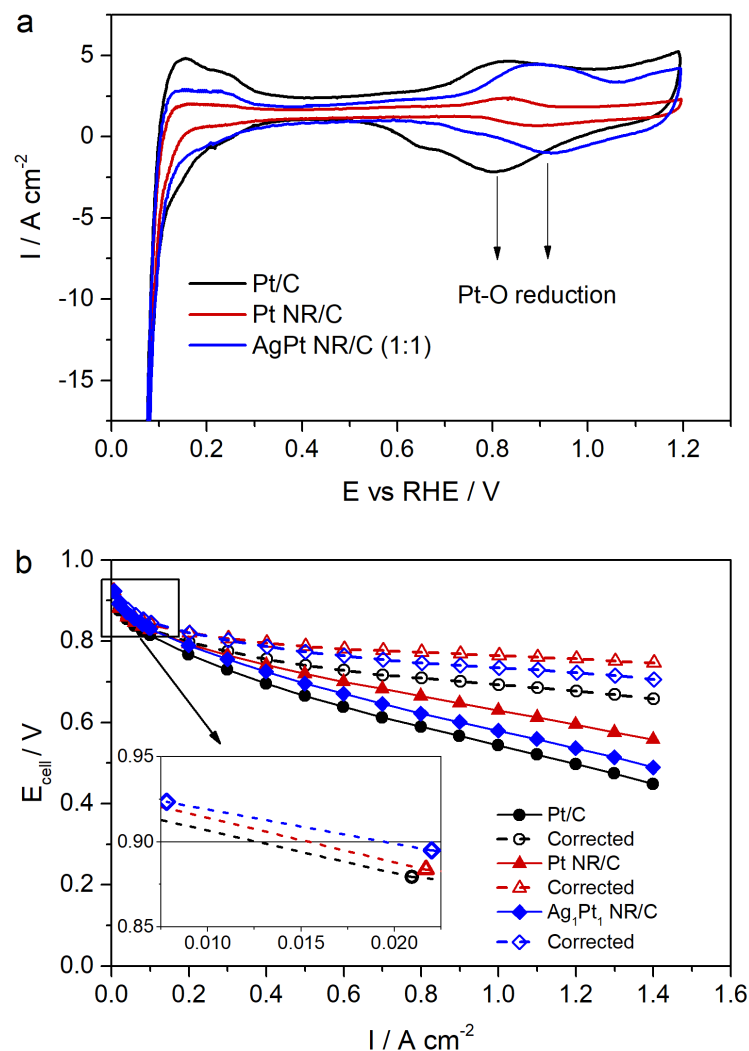 a
5
0
-5
-10
-15
I / A cm-2
Pt/C
Pt NR/C
AgPt NR/C (1:1)
Pt-O reduction
0.0 0.2 0.4 0.6 0.8 1.0 1.2
E vs RHE / V
b
1.0
0.8
0.6
0.4
0.2
0.0
Ecell / V
0.95
0.90
0.85
0.010 0.015 0.020
Pt/C
Corrected
Pt NR/C
Corrected
Ag1Pt1 NR/C
Corrected
0.0 0.2 0.4 0.6 0.8 1.0 1.2 1.4 1.6
I / A cm-2